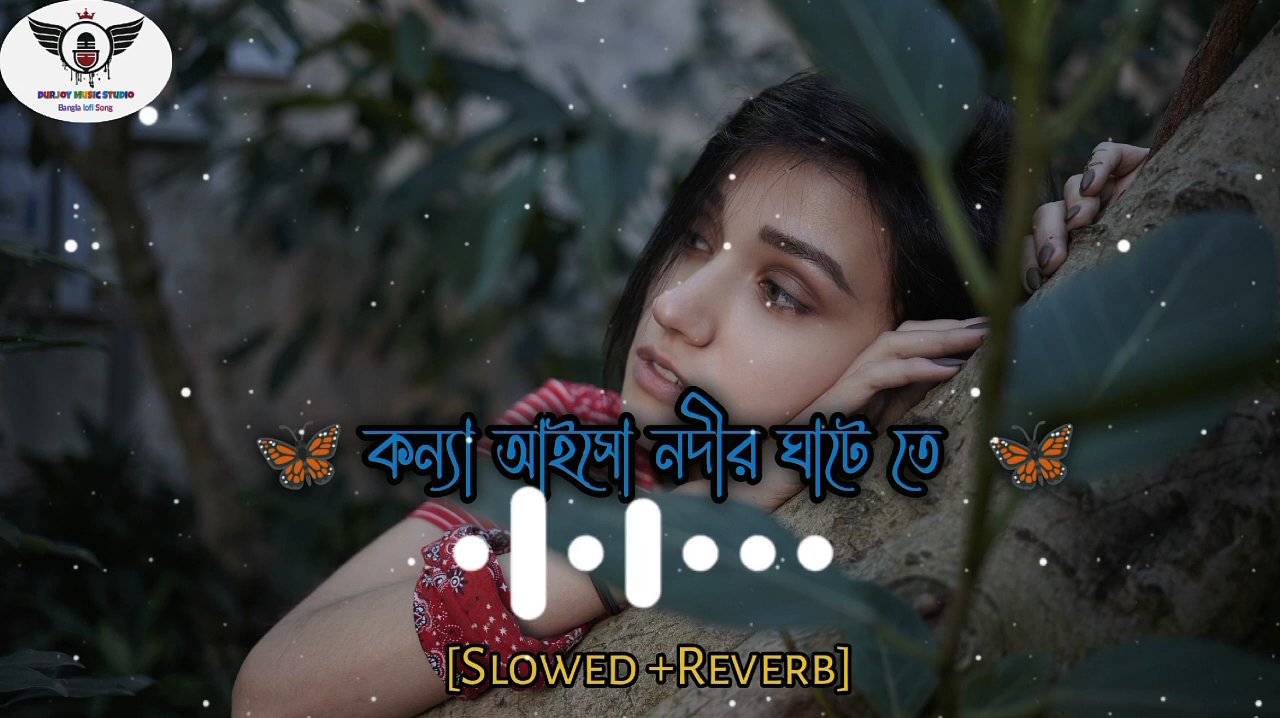 DURJOY MUSIC STUDIO
Bangla lofi Song
কন্যা আইসো নদীর ঘাটে তে
[SLOWED +REVERB]